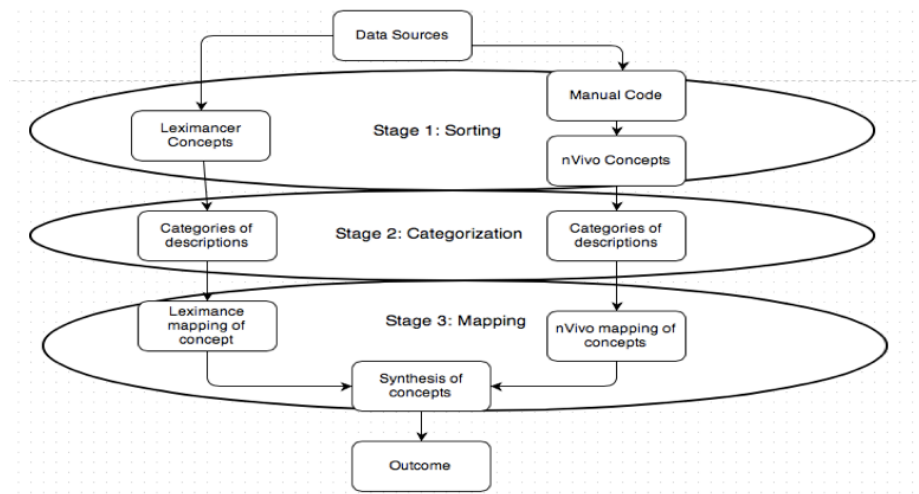 Data Sources
Manual Code
Leximancer
Concepts
Stage 1: Sorting
nVivo Concepts
Categories of
descriptions
Stage 2: Categorization
Categories of
descriptions
Leximance
mapping of
concept
Stage 3: Mapping
nVivo mapping of
concepts
Synthesis of
concepts
Outcome